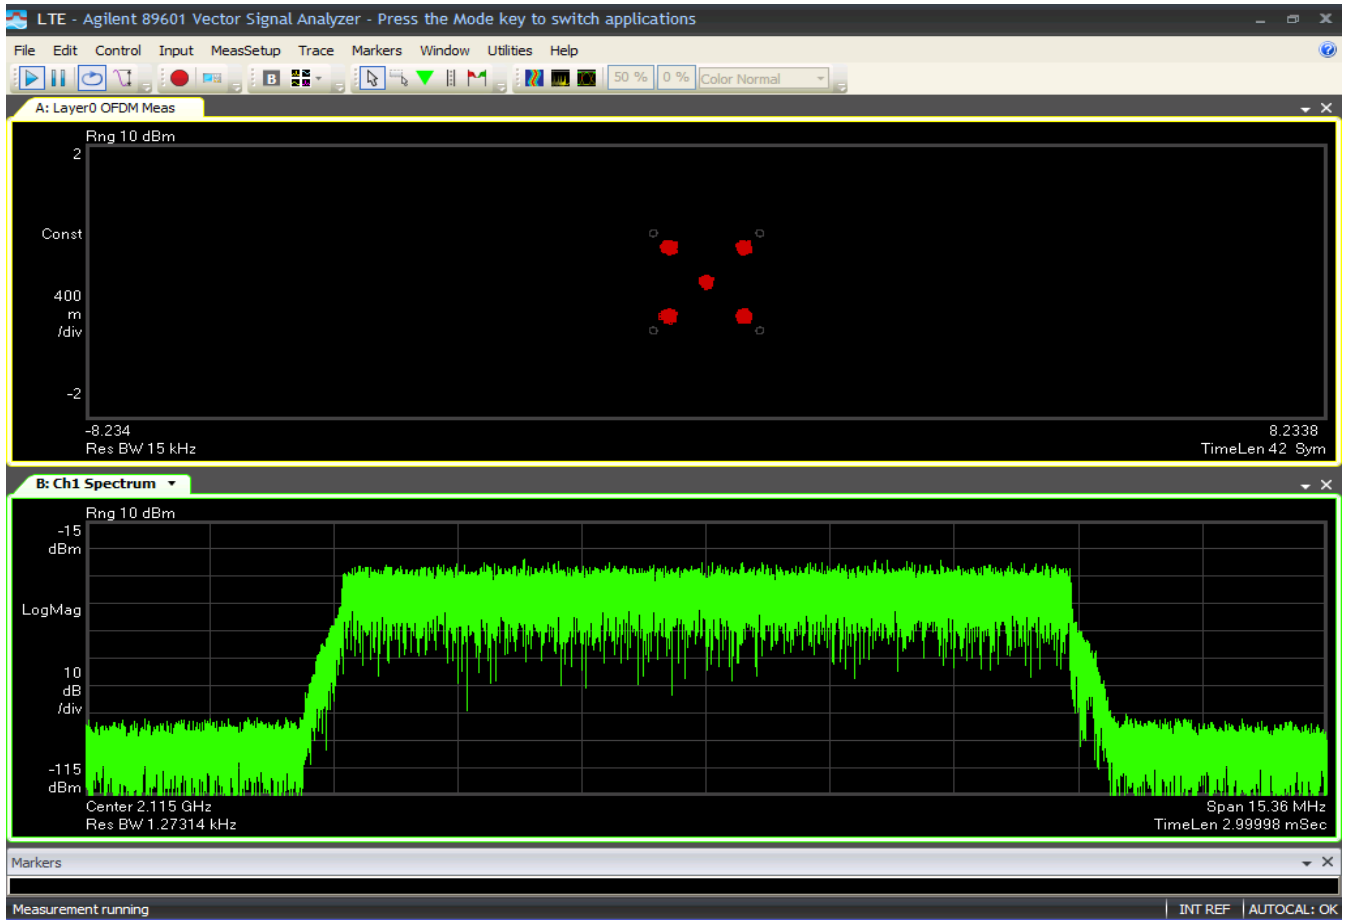 LTE - Agilent 89601 Vector Signal Analyzer - Press the Mode key to switch applications
File Edit Control Input MeasSetup Trace Markers Window Utilities Help
B 50 % 0 % Color Normal
A: Layer0 OFDM Meas
Rng 10 dBm
2
Const
400
m
/div
-2
-8.234 8.2338
Res BW 15 kHz TimeLen 42 Sym
B: Ch1 Spectrum
Rng 10 dBm
-15
dBm
LogMag
10
dB
/div
-115
dBm
Center 2.115 GHz Span 15.36 MHz
Res BW 1.27314 kHz TimeLen 2.99998 mSec
Markers
Measurement running INT REF AUTOCAL: OK